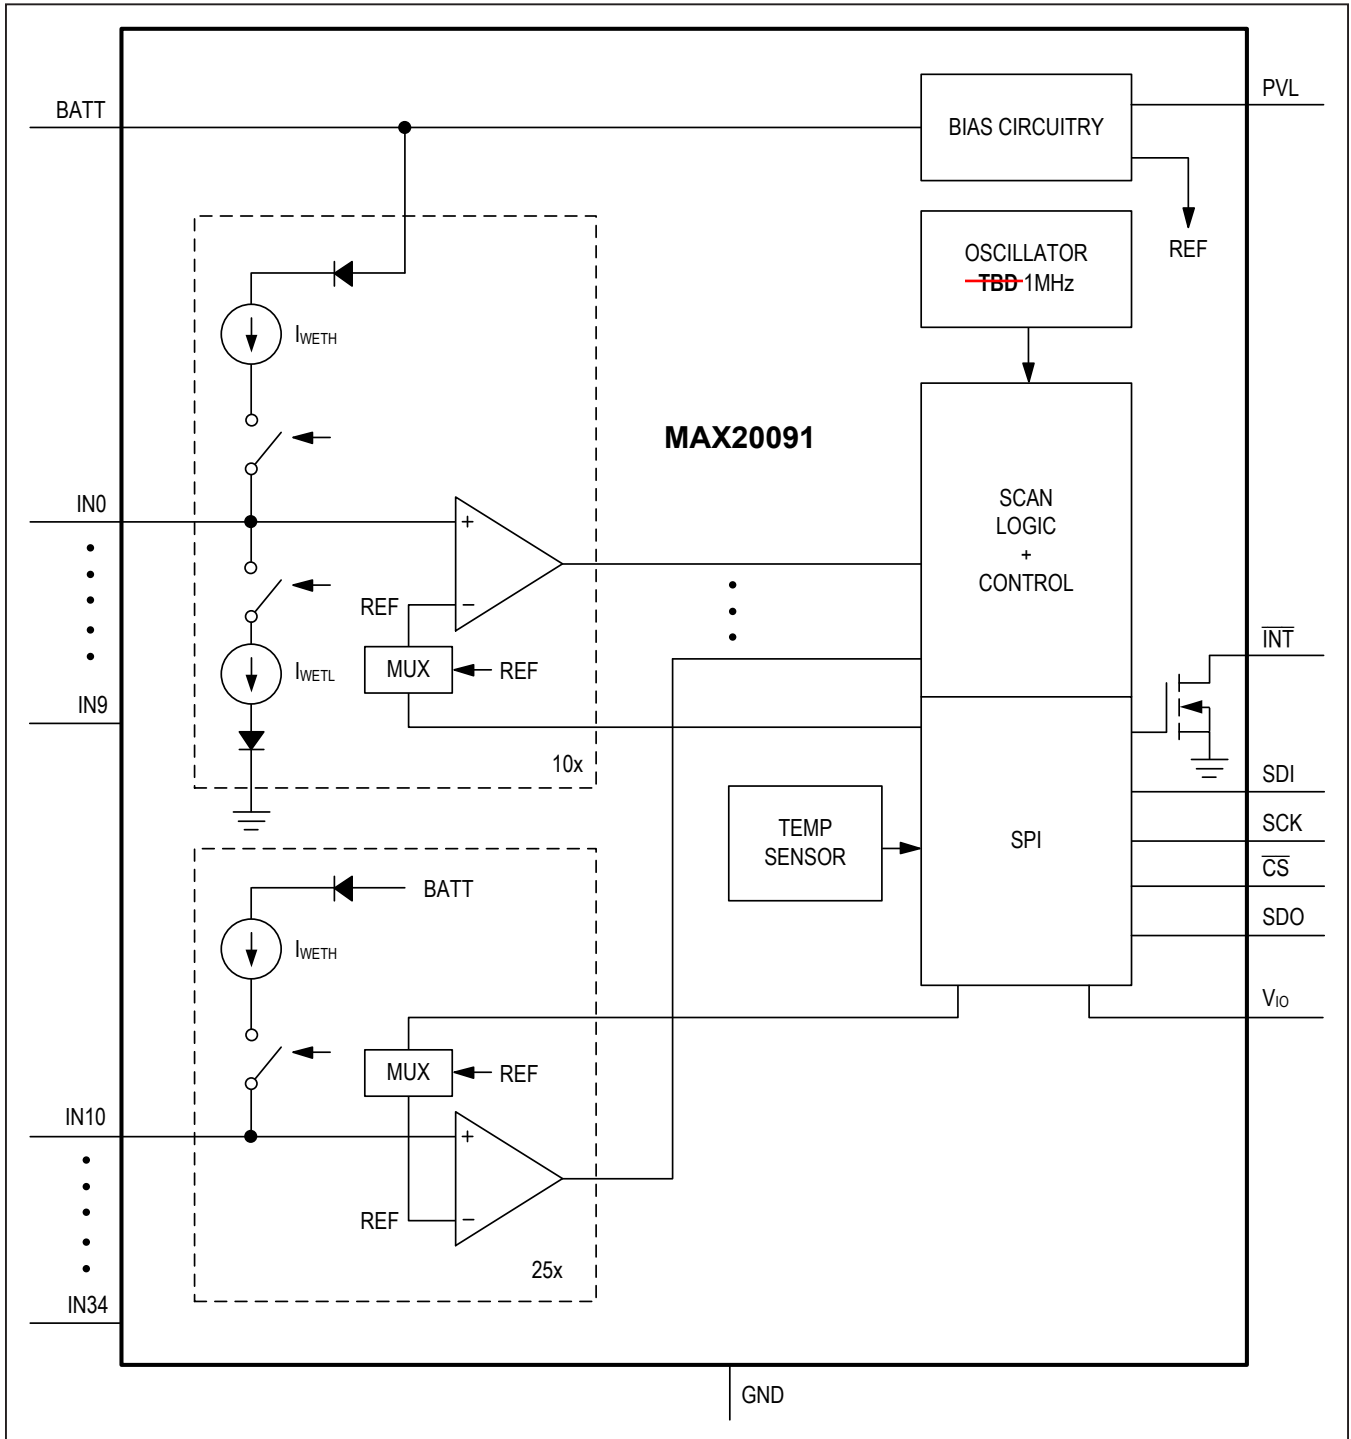 BATT
PVL
BIAS CIRCUITRY
REF
OSCILLATOR
TBD 1MHz
IWETH
MAX20091
SCAN
LOGIC
+
CONTROL
IN0
+
REF
−
MUX
REF
IWETL
IN9
10x
INT
SDI
SCK
CS
SDO
VIO
TEMP
SENSOR
SPI
BATT
IWETH
MUX
REF
IN10
+
REF
−
25x
IN34
GND